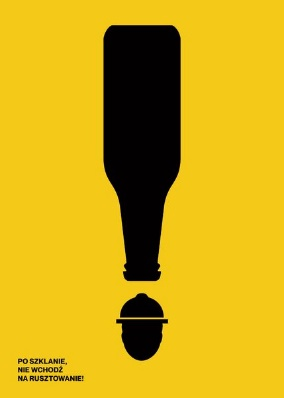 PO SZKLANIE,
NIE WCHODŹ
NA RUSZTOWANIE!